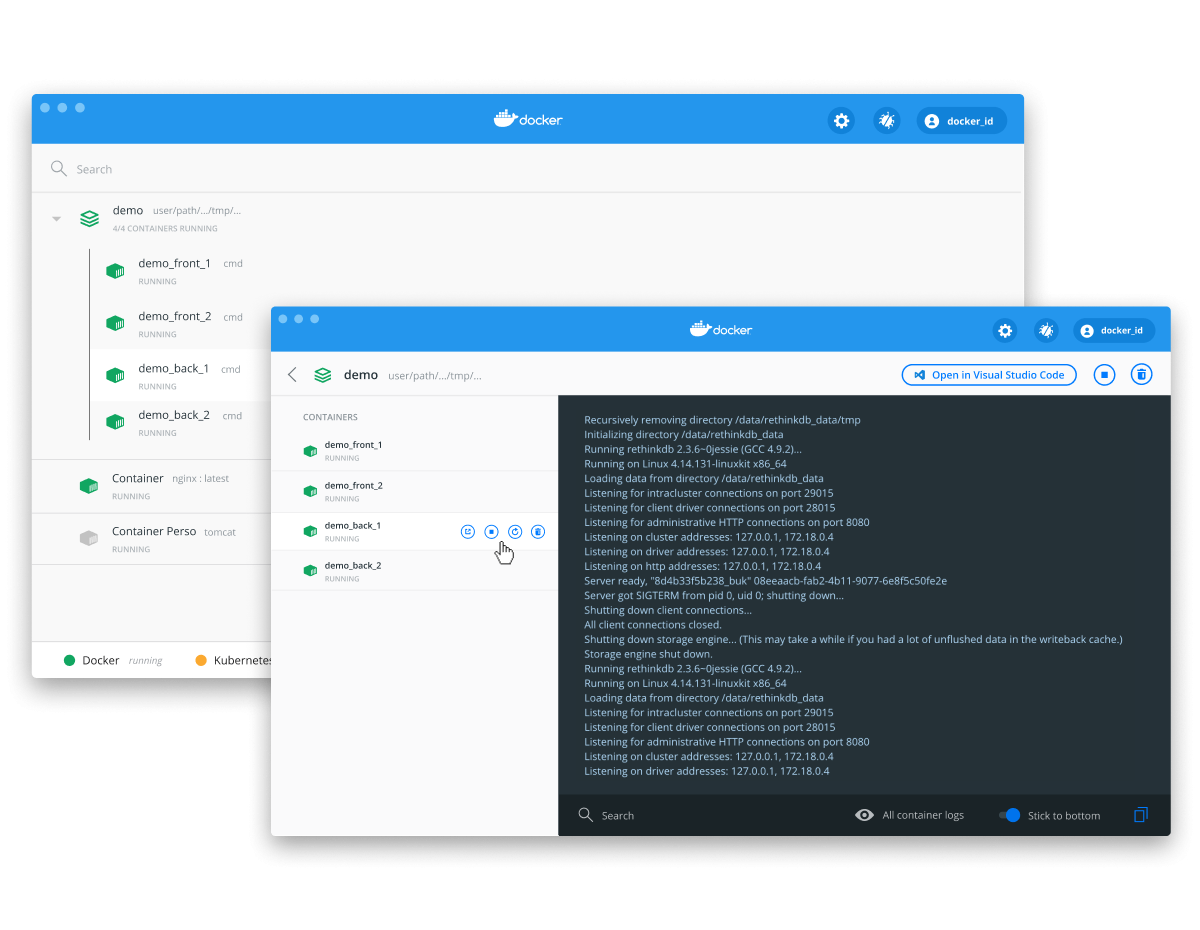 docker
docker_id
Search
demo user/path/.../tmp/...
4/4 CONTAINERS RUNNING
demo_front_1 cmd
RUNNING
demo_front_2 cmd
RUNNING
demo_back_1 cmd
RUNNING
demo_back_2 cmd
RUNNING
Container nginx : latest
RUNNING
Container Perso tomcat
RUNNING
Docker running Kubernetes
docker
docker_id
demo user/path/.../tmp/...
Open in Visual Studio Code
CONTAINERS
demo_front_1
RUNNING
demo_front_2
RUNNING
demo_back_1
RUNNING
demo_back_2
RUNNING
Recursively removing directory /data/rethinkdb_data/tmp
Initializing directory /data/rethinkdb_data
Running rethinkdb 2.3.6~0jessie (GCC 4.9.2)...
Running on Linux 4.14.131-linuxkit x86_64
Loading data from directory /data/rethinkdb_data
Listening for intracluster connections on port 29015
Listening for client driver connections on port 28015
Listening for administrative HTTP connections on port 8080
Listening on cluster addresses: 127.0.0.1, 172.18.0.4
Listening on driver addresses: 127.0.0.1, 172.18.0.4
Listening on http addresses: 127.0.0.1, 172.18.0.4
Server ready, "8d4b33f5b238_buk" 08eeaacb-fab2-4b11-9077-6e8f5c50fe2e
Server got SIGTERM from pid 0, uid 0; shutting down...
Shutting down client connections...
All client connections closed.
Shutting down storage engine... (This may take a while if you had a lot of unflushed data in the writeback cache.)
Storage engine shut down.
Running rethinkdb 2.3.6~0jessie (GCC 4.9.2)...
Running on Linux 4.14.131-linuxkit x86_64
Loading data from directory /data/rethinkdb_data
Listening for intracluster connections on port 29015
Listening for client driver connections on port 28015
Listening for administrative HTTP connections on port 8080
Listening on cluster addresses: 127.0.0.1, 172.18.0.4
Listening on driver addresses: 127.0.0.1, 172.18.0.4
Search All container logs Stick to bottom